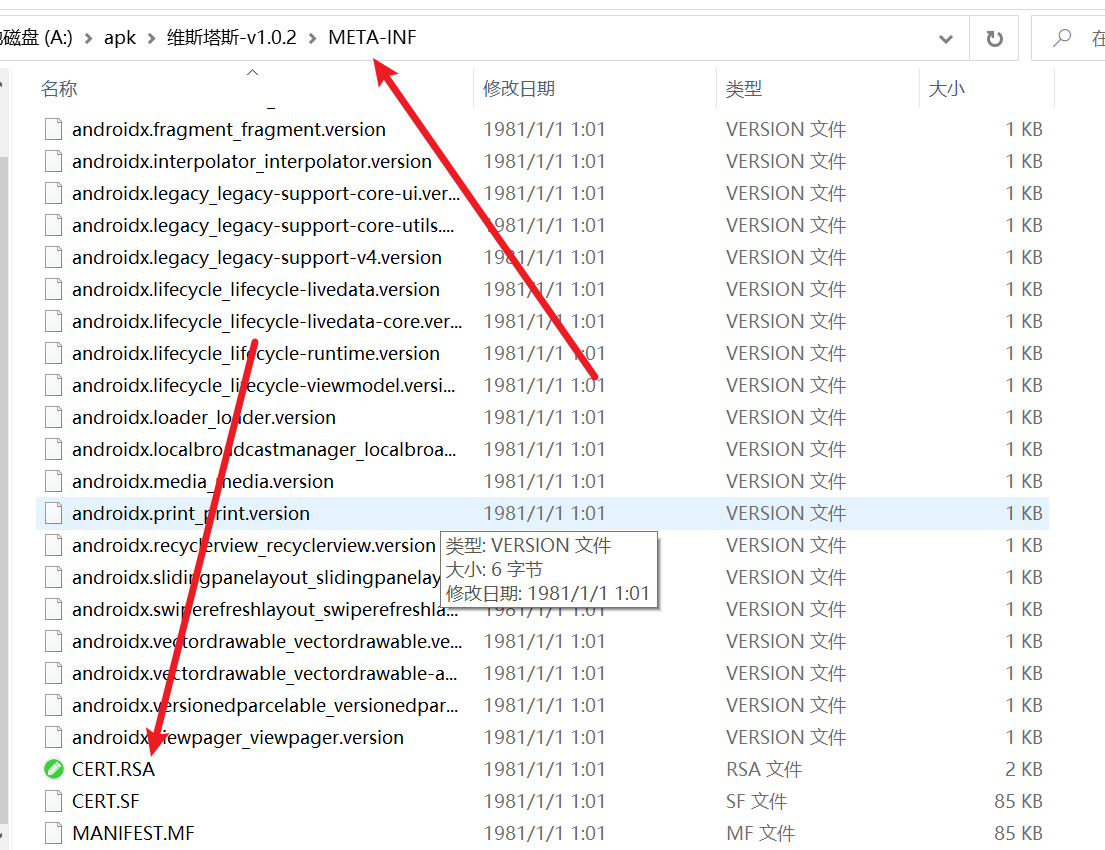 磁盘 (A:) > apk > 维斯塔斯-v1.0.2 > META-INF 在
名称 修改日期 类型 大小
androidx.fragment_fragment.version 1981/1/1 1:01 VERSION 文件 1 KB
androidx.interpolator_interpolator.version 1981/1/1 1:01 VERSION 文件 1 KB
androidx.legacy_legacy-support-core-ui.ver... 1981/1/1 1:01 VERSION 文件 1 KB
androidx.legacy_legacy-support-core-utils.... 1981/1/1 1:01 VERSION 文件 1 KB
androidx.legacy_legacy-support-v4.version 1981/1/1 1:01 VERSION 文件 1 KB
androidx.lifecycle_lifecycle-livedata.version 1981/1/1 1:01 VERSION 文件 1 KB
androidx.lifecycle_lifecycle-livedata-core.ver... 1981/1/1 1:01 VERSION 文件 1 KB
androidx.lifecycle_lifecycle-runtime.version 1981/1/1 1:01 VERSION 文件 1 KB
androidx.lifecycle_lifecycle-viewmodel.versi... 1981/1/1 1:01 VERSION 文件 1 KB
androidx.loader_loader.version 1981/1/1 1:01 VERSION 文件 1 KB
androidx.localbroadcastmanager_localbroa... 1981/1/1 1:01 VERSION 文件 1 KB
androidx.media_media.version 1981/1/1 1:01 VERSION 文件 1 KB
androidx.print_print.version 1981/1/1 1:01 VERSION 文件 1 KB
androidx.recyclerview_recyclerview.version 1981/1/1 1:01 VERSION 文件 1 KB
类型: VERSION 文件
大小: 6 字节
修改日期: 1981/1/1 1:01
androidx.slidingpanelayout_slidingpanelay VERSION 文件 1 KB
androidx.swiperefreshlayout_swiperefreshla... 1981/1/1 1:01 VERSION 文件 1 KB
androidx.vectordrawable_vectordrawable.ve... 1981/1/1 1:01 VERSION 文件 1 KB
androidx.vectordrawable_vectordrawable-a... 1981/1/1 1:01 VERSION 文件 1 KB
androidx.versionedparcelable_versionedpar... 1981/1/1 1:01 VERSION 文件 1 KB
androidx.viewpager_viewpager.version 1981/1/1 1:01 VERSION 文件 1 KB
CERT.RSA 1981/1/1 1:01 RSA 文件 2 KB
CERT.SF 1981/1/1 1:01 SF 文件 85 KB
MANIFEST.MF 1981/1/1 1:01 MF 文件 85 KB